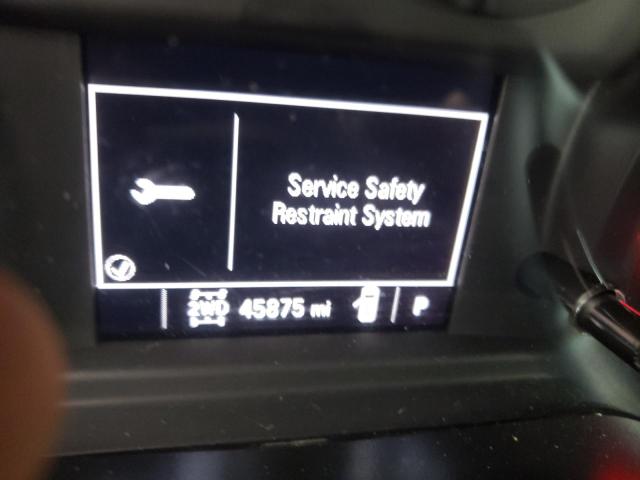 Service Safety
Restraint System
2WD 45875 mi P